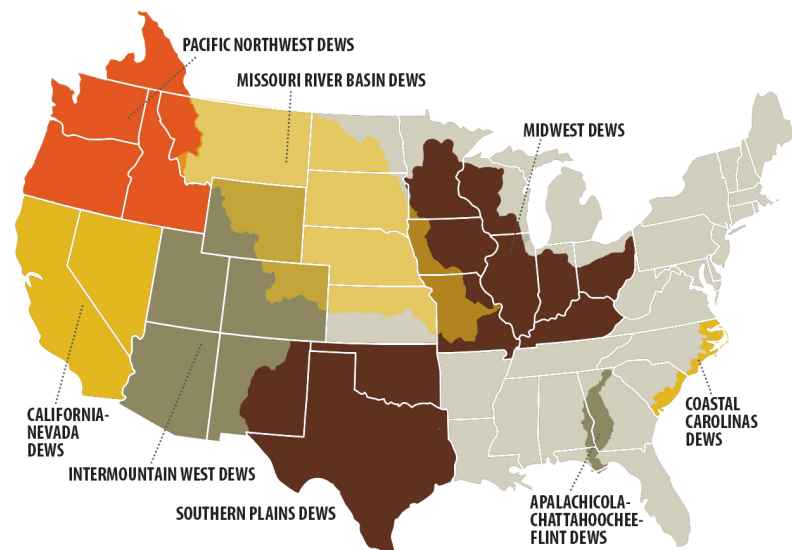 PACIFIC NORTHWEST DEWS
MISSOURI RIVER BASIN DEWS
MIDWEST DEWS
CALIFORNIA-
NEVADA
DEWS
INTERMOUNTAIN WEST DEWS
SOUTHERN PLAINS DEWS
COASTAL
CAROLINAS
DEWS
APALACHICOLA-
CHATTAHOOCHEE-
FLINT DEWS